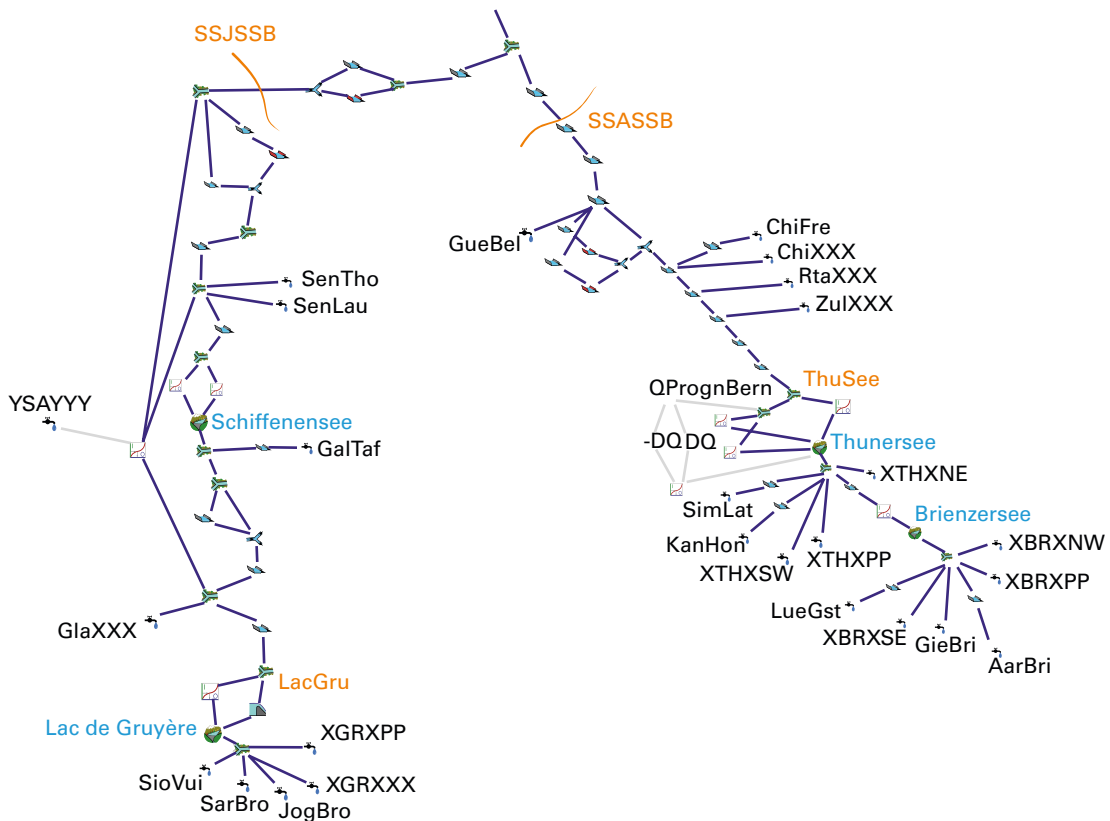 SSJSSB
SSASSB
GueBel
ChiFre
ChiXXX
RtaXXX
ZulXXX
SenTho
SenLau
YSAYYY
Schiffenensee
GalTaf
QPrognBern
ThuSee
-DQ
DQ
Thunersee
XTHXNE
SimLat
KanHon
XTHXSW
XTHXPP
Brienzersee
XBRXNW
XBRXPP
LueGst
XBRXSE
GieBri
AarBri
GlaXXX
LacGru
Lac de Gruyère
XGRXPP
SioVui
SarBro
JogBro
XGRXXX